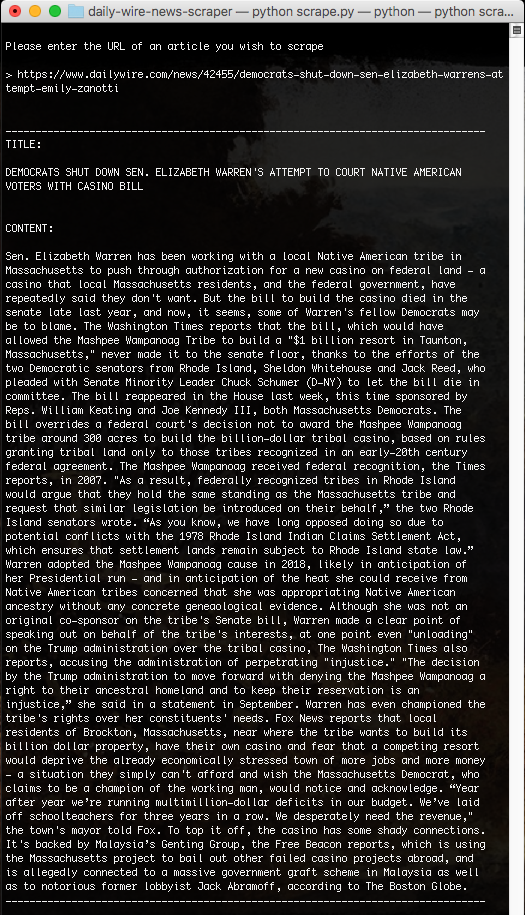 daily-wire-news-scraper — python scrape.py — python — python scra...
Please enter the URL of an article you wish to scrape
> https://www.dailywire.com/news/42455/democrats-shut-down-sen-elizabeth-warrens-at
tempt-emily-zanotti
--------------------------------------------------------------------------------
TITLE:
DEMOCRATS SHUT DOWN SEN. ELIZABETH WARREN'S ATTEMPT TO COURT NATIVE AMERICAN
VOTERS WITH CASINO BILL
CONTENT:
Sen. Elizabeth Warren has been working with a local Native American tribe in
Massachusetts to push through authorization for a new casino on federal land — a
casino that local Massachusetts residents, and the federal government, have
repeatedly said they don't want. But the bill to build the casino died in the
senate late last year, and now, it seems, some of Warren's fellow Democrats may
be to blame. The Washington Times reports that the bill, which would have
allowed the Mashpee Wampanoag Tribe to build a "$1 billion resort in Taunton,
Massachusetts," never made it to the senate floor, thanks to the efforts of the
two Democratic senators from Rhode Island, Sheldon Whitehouse and Jack Reed, who
pleaded with Senate Minority Leader Chuck Schumer (D-NY) to let the bill die in
committee. The bill reappeared in the House last week, this time sponsored by
Reps. William Keating and Joe Kennedy III, both Massachusetts Democrats. The
bill overrides a federal court's decision not to award the Mashpee Wampanoag
tribe around 300 acres to build the billion-dollar tribal casino, based on rules
granting tribal land only to those tribes recognized in an early-20th century
federal agreement. The Mashpee Wampanoag received federal recognition, the Times
reports, in 2007. "As a result, federally recognized tribes in Rhode Island
would argue that they hold the same standing as the Massachusetts tribe and
request that similar legislation be introduced on their behalf,” the two Rhode
Island senators wrote. “As you know, we have long opposed doing so due to
potential conflicts with the 1978 Rhode Island Indian Claims Settlement Act,
which ensures that settlement lands remain subject to Rhode Island state law.”
Warren adopted the Mashpee Wampanoag cause in 2018, likely in anticipation of
her Presidential run — and in anticipation of the heat she could receive from
Native American tribes concerned that she was appropriating Native American
ancestry without any concrete geneaological evidence. Although she was not an
original co-sponsor on the tribe's Senate bill, Warren made a clear point of
speaking out on behalf of the tribe's interests, at one point even "unloading"
on the Trump administration over the tribal casino, The Washington Times also
reports, accusing the administration of perpetrating "injustice." "The decision
by the Trump administration to move forward with denying the Mashpee Wampanoag a
right to their ancestral homeland and to keep their reservation is an
injustice,” she said in a statement in September. Warren has even championed the
tribe's rights over her constituents' needs. Fox News reports that local
residents of Brockton, Massachusetts, near where the tribe wants to build its
billion dollar property, have their own casino and fear that a competing resort
would deprive the already economically stressed town of more jobs and more money
— a situation they simply can't afford and wish the Massachusetts Democrat, who
claims to be a champion of the working man, would notice and acknowledge. “Year
after year we’re running multimillion-dollar deficits in our budget. We’ve laid
off schoolteachers for three years in a row. We desperately need the revenue,"
the town's mayor told Fox. To top it off, the casino has some shady connections.
It's backed by Malaysia’s Genting Group, the Free Beacon reports, which is using
the Massachusetts project to bail out other failed casino projects abroad, and
is allegedly connected to a massive government graft scheme in Malaysia as well
as to notorious former lobbyist Jack Abramoff, according to The Boston Globe.
--------------------------------------------------------------------------------